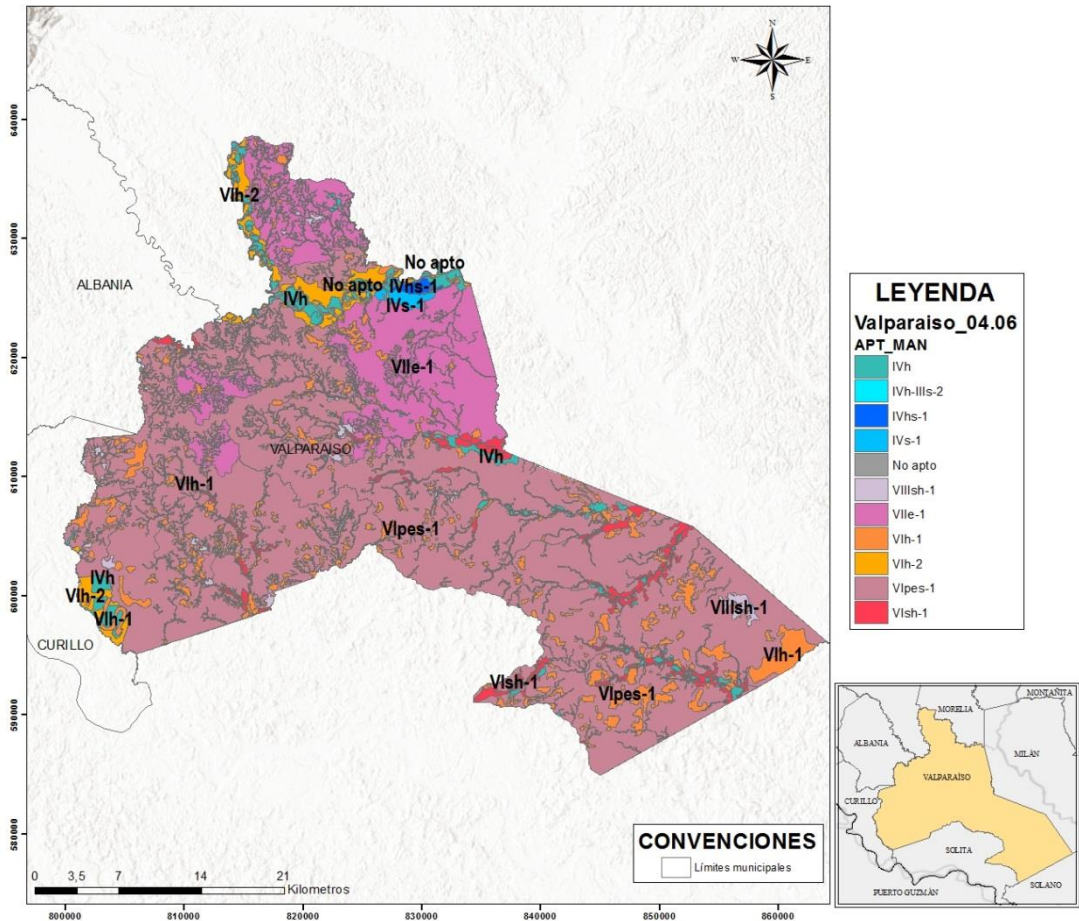 N
W
E
S
640000
630000
620000
610000
600000
590000
580000
VIh-2
No apto
ALBANIA
No apto
IVhs-1
IVh
IVs-1
VIIe-1
VALPARAISO
IVh
VIh-1
VIpes-1
IVh
VIh-2
VIh-1
VIIIsh-1
CURILLO
VIh-1
VIsh-1
VIpes-1
CONVENCIONES
Límites municipales
0
3,5
7
14
21
Kilometros
800000
810000
820000
830000
840000
850000
860000
LEYENDA
Valparaiso_04.06
APT_MAN
IVh
IVh-IIIs-2
IVhs-1
IVs-1
No apto
VIIIsh-1
VIIe-1
VIh-1
VIh-2
VIpes-1
VIsh-1
MONTAÑITA
MORELIA
ALBANIA
MILÁN
VALPARAÍSO
CURILLO
SOLITA
SOLANO
PUERTO GUZMÁN